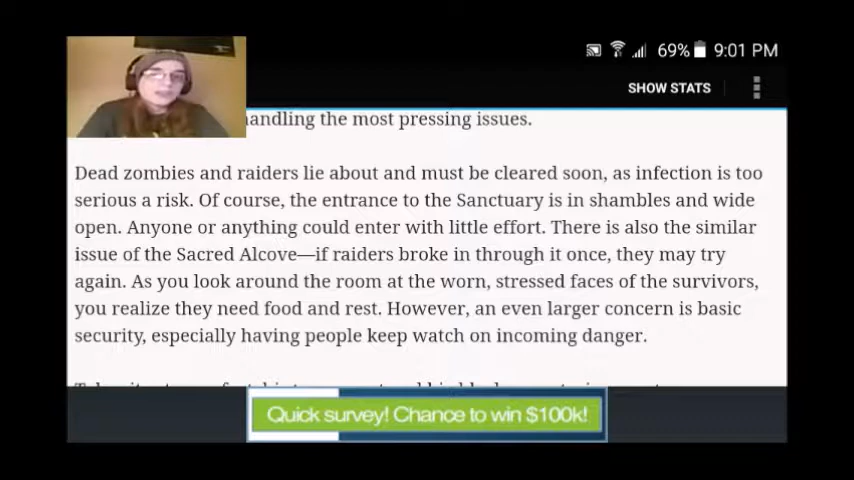 69% 9:01 PM
SHOW STATS
handling the most pressing issues.
Dead zombies and raiders lie about and must be cleared soon, as infection is too
serious a risk. Of course, the entrance to the Sanctuary is in shambles and wide
open. Anyone or anything could enter with little effort. There is also the similar
issue of the Sacred Alcove—if raiders broke in through it once, they may try
again. As you look around the room at the worn, stressed faces of the survivors,
you realize they need food and rest. However, an even larger concern is basic
security, especially having people keep watch on incoming danger.
Quick survey! Chance to win $100k!